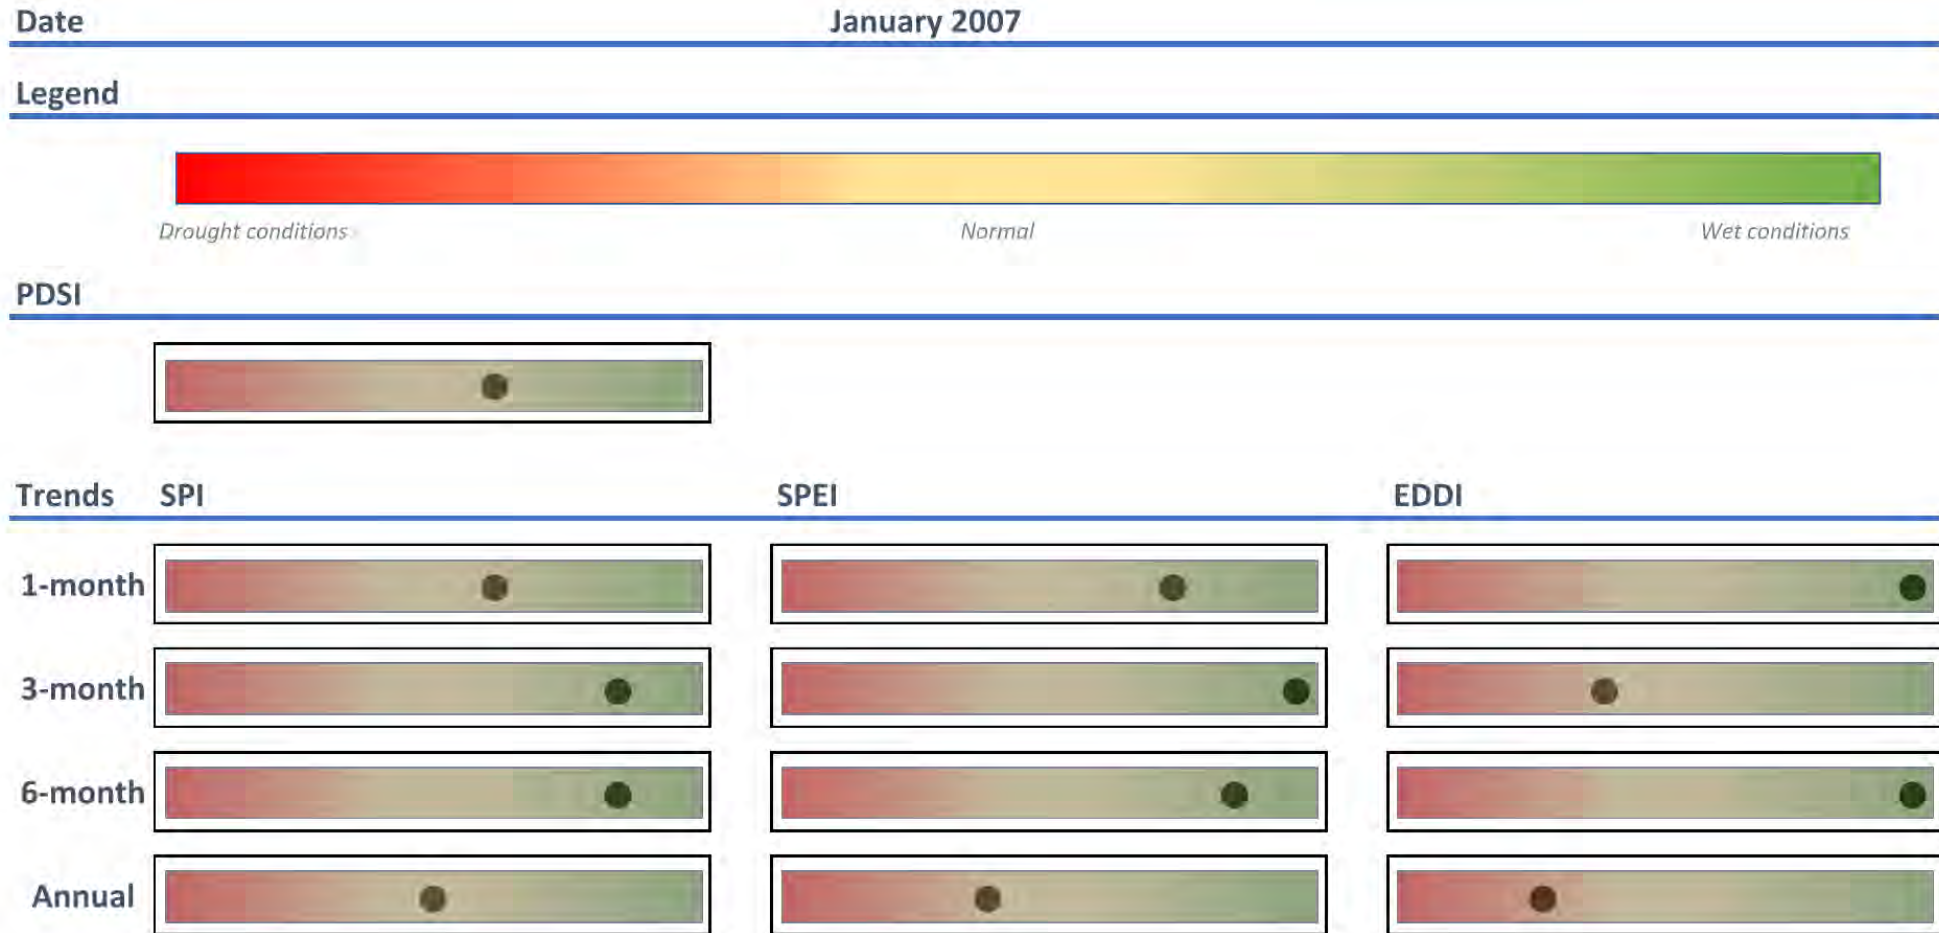 Date January 2007
Legend
Drought conditions Normal Wet conditions
PDSI
Trends SPI SPEI EDDI
1-month
3-month
6-month
Annual